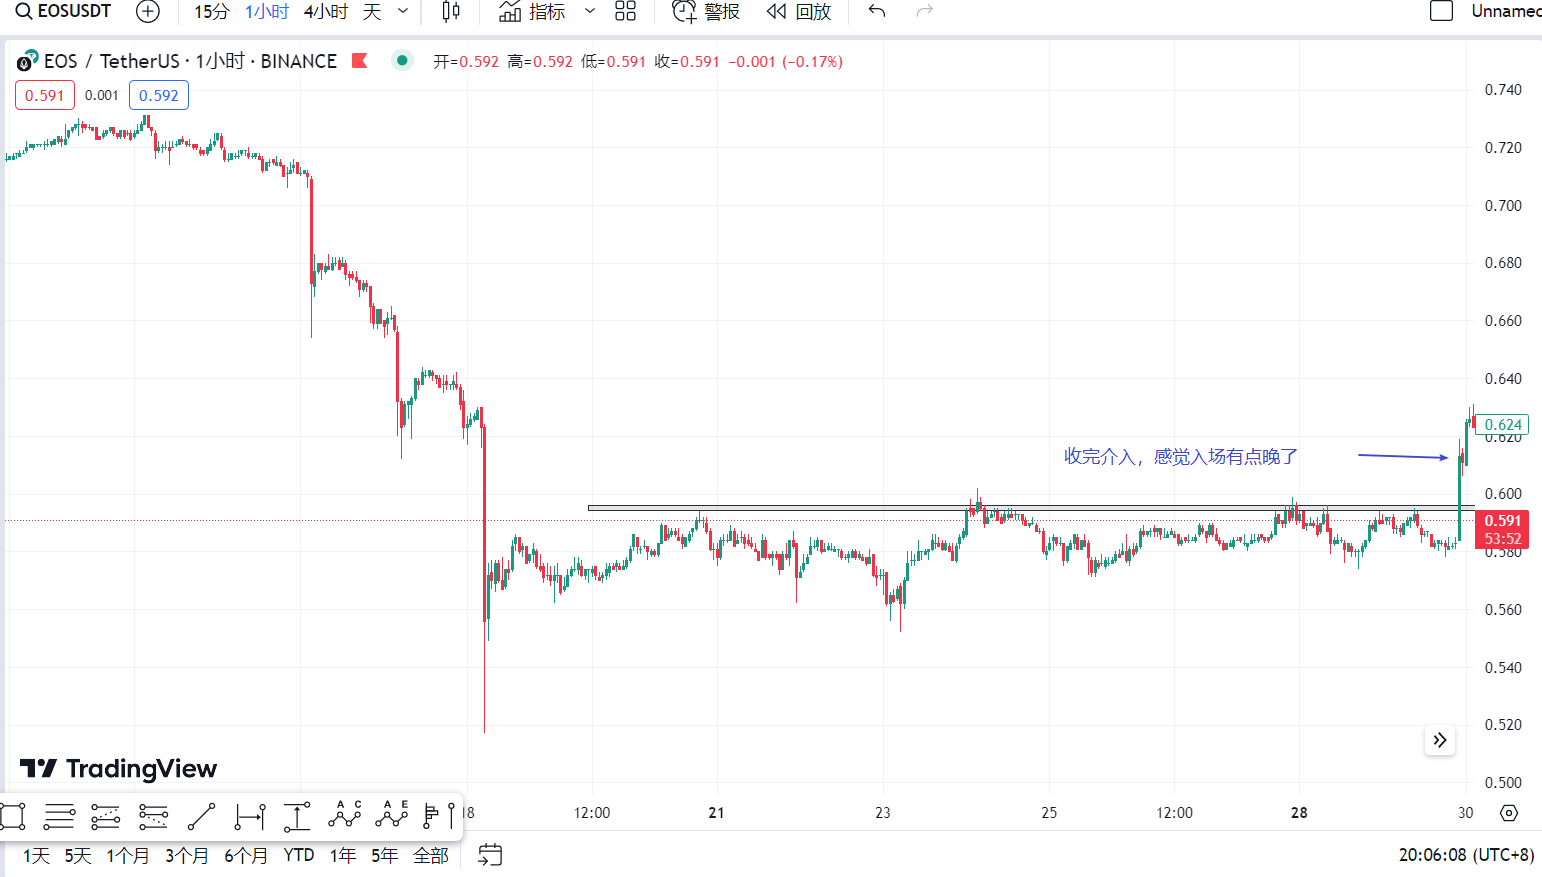 EOSUSDT 15分 1小时 4小时 天 指标 警报 回放 Unnamed
EOS / TetherUS · 1小时 · BINANCE 开=0.592 高=0.592 低=0.591 收=0.591 −0.001 (−0.17%)
0.591 0.001 0.592
0.740
0.720
0.700
0.680
0.660
0.640
0.624
0.620
收完介入，感觉入场有点晚了
0.600
0.591
53:52
0.580
0.560
0.540
0.520
0.500
TradingView
A C
A E
18 12:00 21 23 25 12:00 28 30
1天 5天 1个月 3个月 6个月 YTD 1年 5年 全部
20:06:08 (UTC+8)